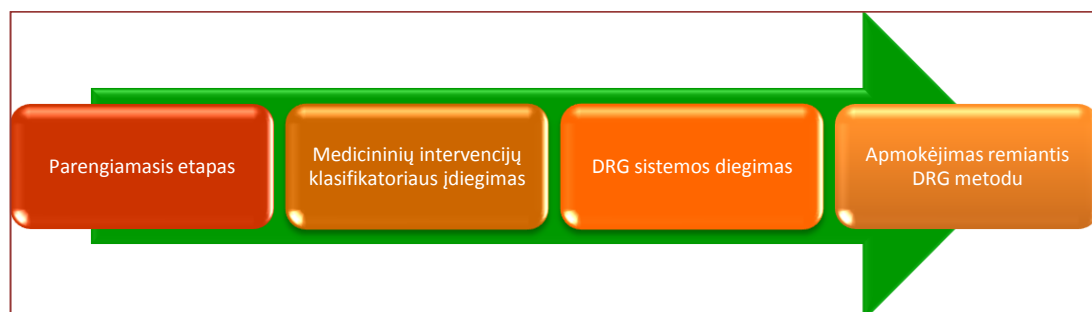 Parengiamasis etapas
Medicininių intervencijų
klasifikatoriaus įdiegimas
DRG sistemos diegimas
Apmokėjimas remiantis
DRG metodu